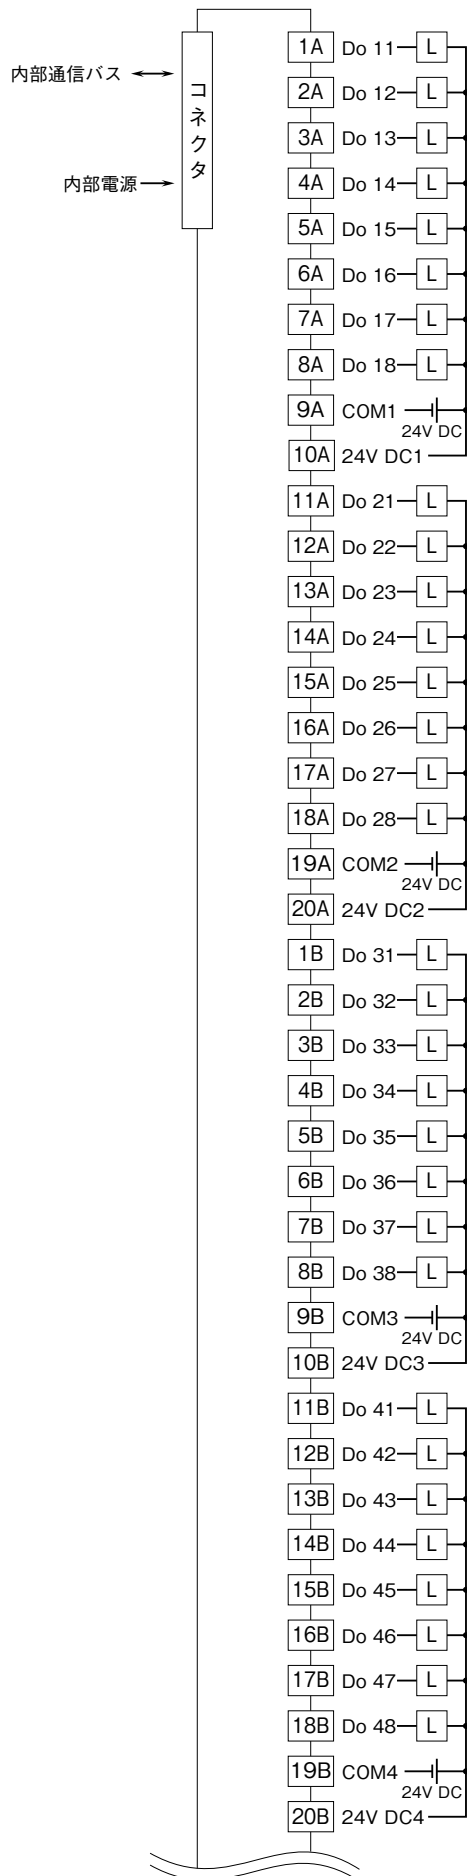 内部通信バス
内部電源
コネクタ
1A Do 11 L
2A Do 12 L
3A Do 13 L
4A Do 14 L
5A Do 15 L
6A Do 16 L
7A Do 17 L
8A Do 18 L
9A COM1
24V DC
10A 24V DC1
11A Do 21 L
12A Do 22 L
13A Do 23 L
14A Do 24 L
15A Do 25 L
16A Do 26 L
17A Do 27 L
18A Do 28 L
19A COM2
24V DC
20A 24V DC2
1B Do 31 L
2B Do 32 L
3B Do 33 L
4B Do 34 L
5B Do 35 L
6B Do 36 L
7B Do 37 L
8B Do 38 L
9B COM3
24V DC
10B 24V DC3
11B Do 41 L
12B Do 42 L
13B Do 43 L
14B Do 44 L
15B Do 45 L
16B Do 46 L
17B Do 47 L
18B Do 48 L
19B COM4
24V DC
20B 24V DC4